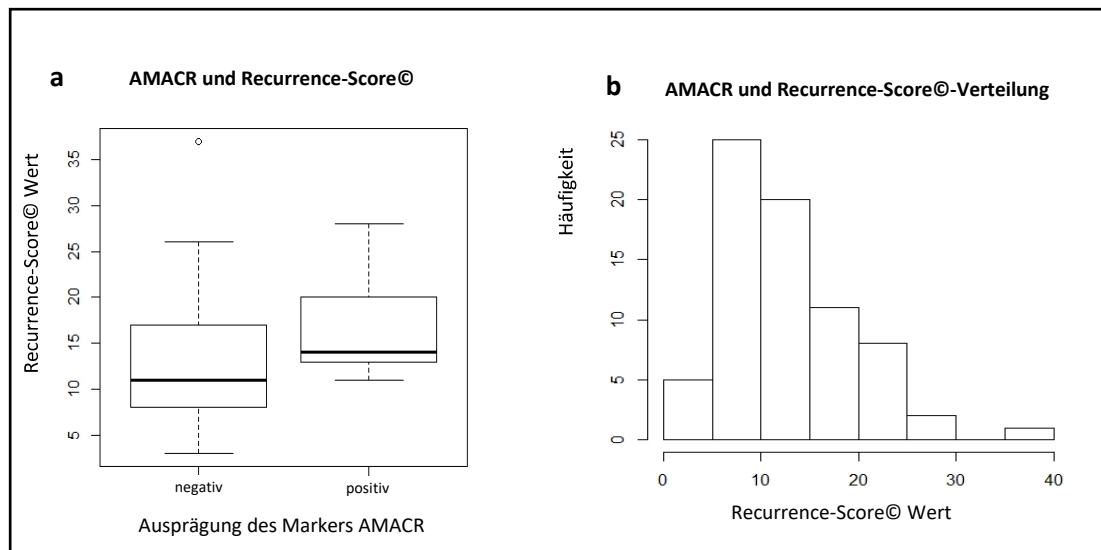 a
AMACR und Recurrence-Score©
Recurrence-Score© Wert
35
30
25
20
15
10
5
negativ
positiv
Ausprägung des Markers AMACR
b
AMACR und Recurrence-Score©-Verteilung
Häufigkeit
25
20
15
10
5
0
0
10
20
30
40
Recurrence-Score© Wert